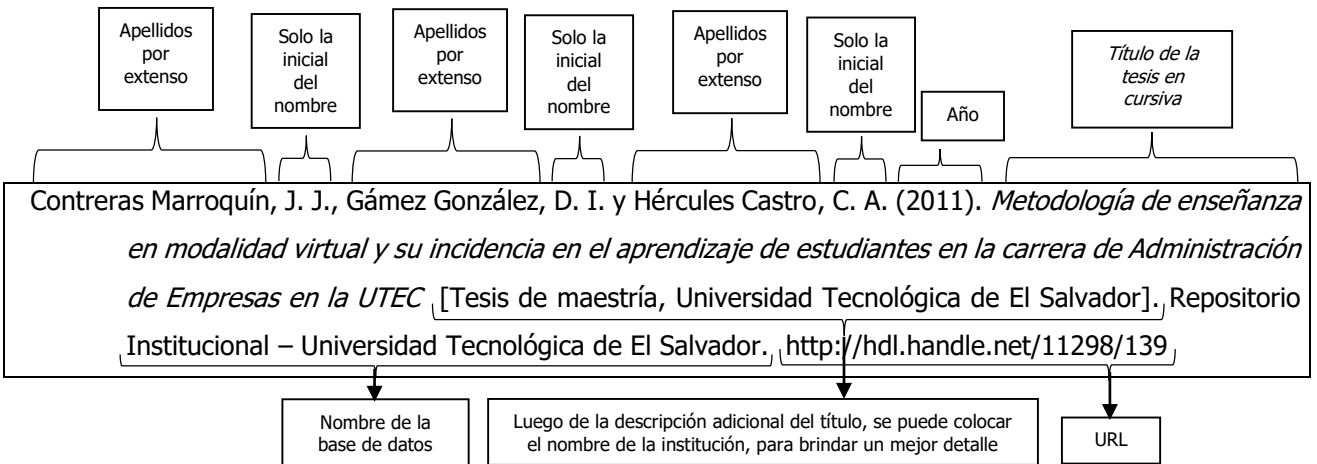 Apellidos
por
extenso
Solo la
inicial
del
nombre
Apellidos
por
extenso
Solo la
inicial
del
nombre
Apellidos
por
extenso
Solo la
inicial
del
nombre
Año
Título de la
tesis en
cursiva
Contreras Marroquín, J. J., Gámez González, D. I. y Hércules Castro, C. A. (2011). Metodología de enseñanza
en modalidad virtual y su incidencia en el aprendizaje de estudiantes en la carrera de Administración
de Empresas en la UTEC [Tesis de maestría, Universidad Tecnológica de El Salvador]. Repositorio
Institucional – Universidad Tecnológica de El Salvador. http://hdl.handle.net/11298/139
Nombre de la
base de datos
Luego de la descripción adicional del título, se puede colocar
el nombre de la institución, para brindar un mejor detalle
URL